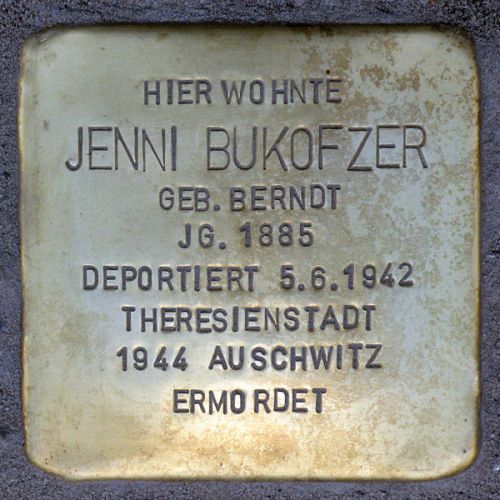 HIER WOHNTE
JENNI BUKOFZER
GEB. BERNDT
JG. 1885
DEPORTIERT 5.6.1942
THERESIENSTADT
1944 AUSCHWITZ
ERMORDET